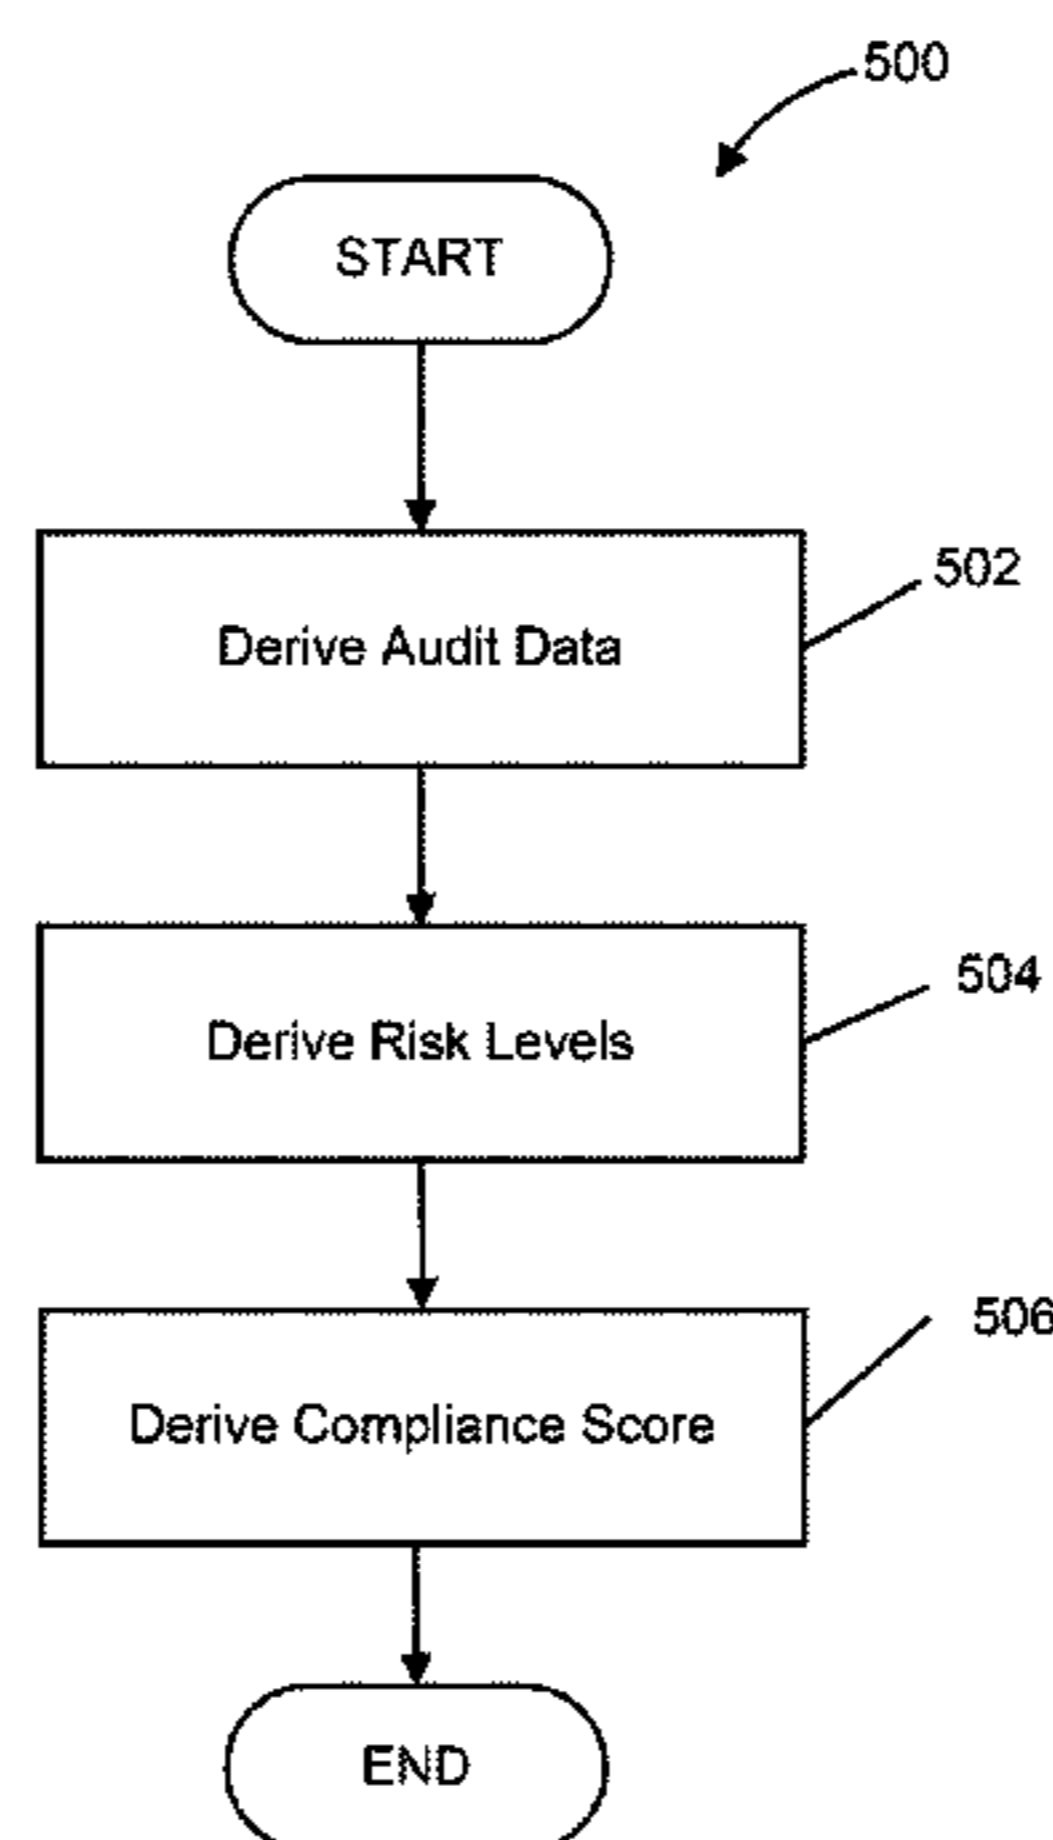 500
START
Derive Audit Data
502
Derive Risk Levels
504
Derive Compliance Score
506
END